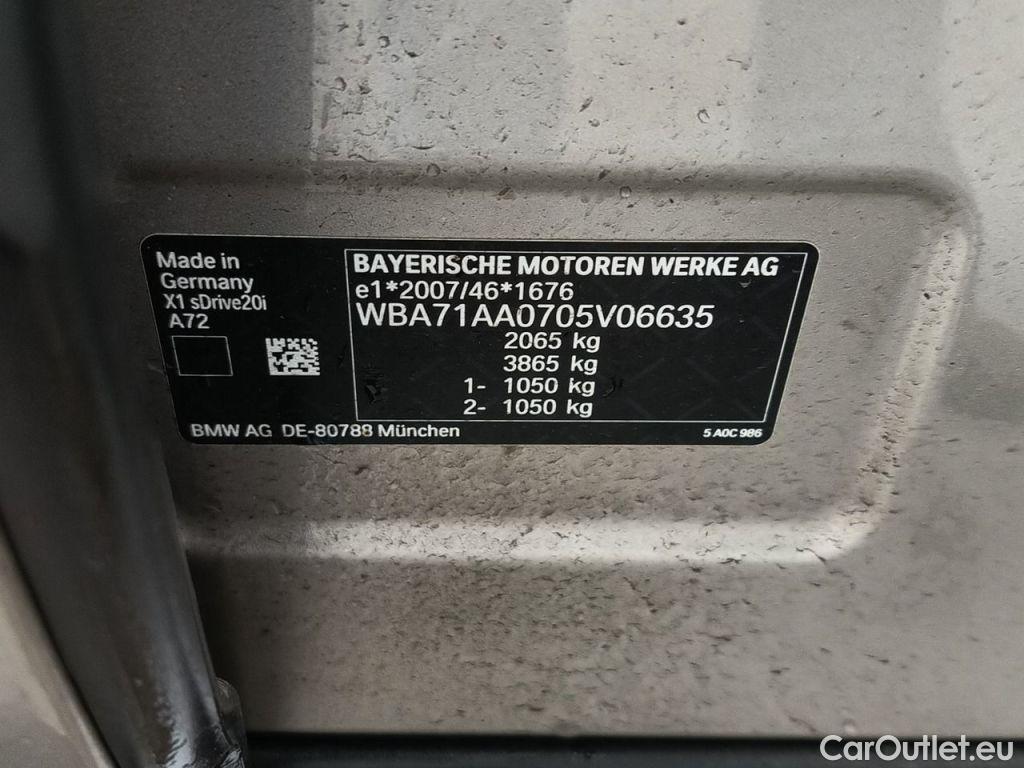 Made in
Germany
X1 sDrive20i
A72
BAYERISCHE MOTOREN WERKE AG
e1*2007/46*1676
WBA71AA0705V06635
2065 kg
3865 kg
1- 1050 kg
2- 1050 kg
BMW AG DE-80788 München
5 A0C 986
CarOutlet.eu